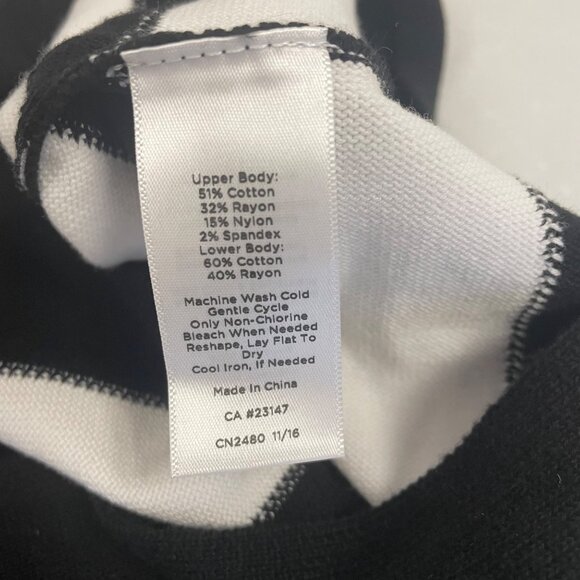 Upper Body:
51% Cotton
32% Rayon
15% Nylon
2% Spandex
Lower Body:
60% Cotton
40% Rayon
Machine Wash Cold
Gentle Cycle
Only Non-Chlorine
Bleach When Needed
Reshape, Lay Flat To
Dry
Cool Iron, If Needed
Made In China
CA #23147
CN2480 11/16